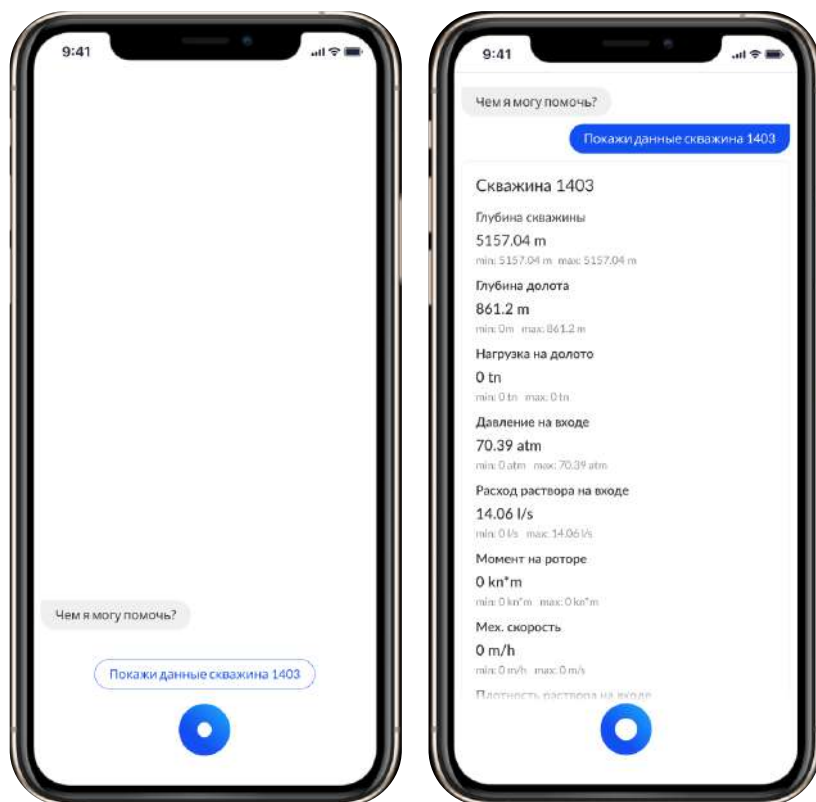 9:41
Чем я могу помочь?
Покажи данные скважина 1403
9:41
Чем я могу помочь?
Покажи данные скважина 1403
Скважина 1403
Глубина скважины
5157.04 m
min: 5157.04 m max: 5157.04 m
Глубина долота
861.2 m
min: 0m max: 861.2 m
Нагрузка на долото
0 tn
min: 0 tn max: 0 tn
Давление на входе
70.39 atm
min: 0 atm max: 70.39 atm
Расход раствора на входе
14.06 l/s
min: 0 l/s max: 14.06 l/s
Момент на роторе
0 kn*m
min: 0 kn*m max: 0 kn*m
Мех. скорость
0 m/h
min: 0 m/h max: 0 m/s
Плотность раствора на входе